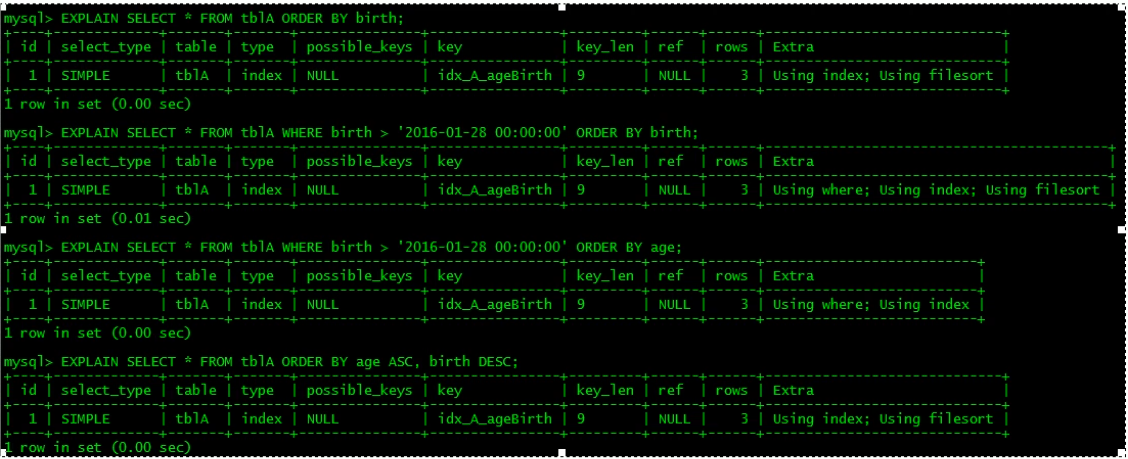 mysql> EXPLAIN SELECT * FROM tblA ORDER BY birth;
+----+-------------+-------+-------+---------------+---------------+---------+------+------+-----------------------------+
| id | select_type | table | type | possible_keys | key | key_len | ref | rows | Extra |
| 1 | SIMPLE | tblA | index | NULL | idx_A_ageBirth | 9 | NULL | 3 | Using index; Using filesort |
1 row in set (0.00 sec)
mysql> EXPLAIN SELECT * FROM tblA WHERE birth > '2016-01-28 00:00:00' ORDER BY birth;
| id | select_type | table | type | possible_keys | key | key_len | ref | rows | Extra |
| 1 | SIMPLE | tblA | index | NULL | idx_A_ageBirth | 9 | NULL | 3 | Using where; Using index; Using filesort |
1 row in set (0.01 sec)
mysql> EXPLAIN SELECT * FROM tblA WHERE birth > '2016-01-28 00:00:00' ORDER BY age;
| id | select_type | table | type | possible_keys | key | key_len | ref | rows | Extra |
| 1 | SIMPLE | tblA | index | NULL | idx_A_ageBirth | 9 | NULL | 3 | Using where; Using index |
1 row in set (0.00 sec)
mysql> EXPLAIN SELECT * FROM tblA ORDER BY age ASC, birth DESC;
| id | select_type | table | type | possible_keys | key | key_len | ref | rows | Extra |
| 1 | SIMPLE | tblA | index | NULL | idx_A_ageBirth | 9 | NULL | 3 | Using index; Using filesort |
1 row in set (0.00 sec)